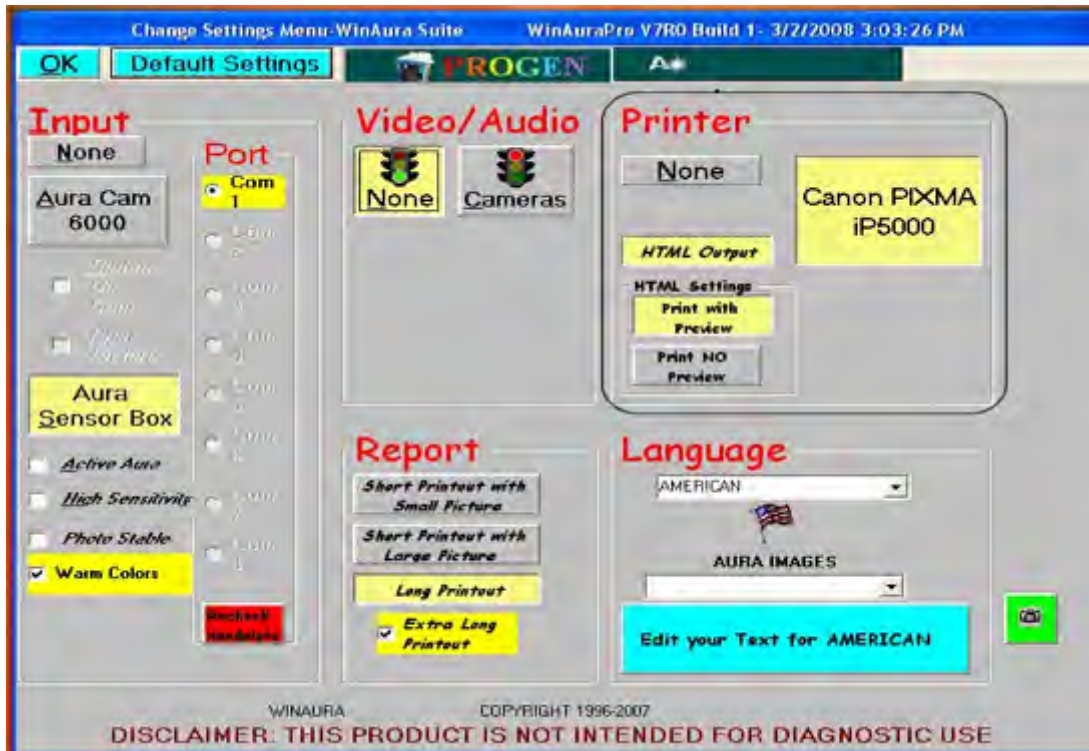 Change Settings Menu-WinAura Suite WinAuraPro V7R0 Build 1- 3/2/2008 3:03:26 PM
OK Default Settings PROGEN
Input
None
Aura Cam
6000
Aura
Sensor Box
Active Aura
High Sensitivity
Photo Stable
Warm Colors
Port
Com
1
Video/Audio
None Cameras
Printer
None
Canon PIXMA
iP5000
HTML Output
HTML Settings
Print with
Preview
Print NO
Preview
Report
Short Printout with
Small Picture
Short Printout with
Large Picture
Long Printout
Extra Long
Printout
Language
AMERICAN
AURA IMAGES
Edit your Text for AMERICAN
WINAURA COPYRIGHT 1996-2007
DISCLAIMER: THIS PRODUCT IS NOT INTENDED FOR DIAGNOSTIC USE